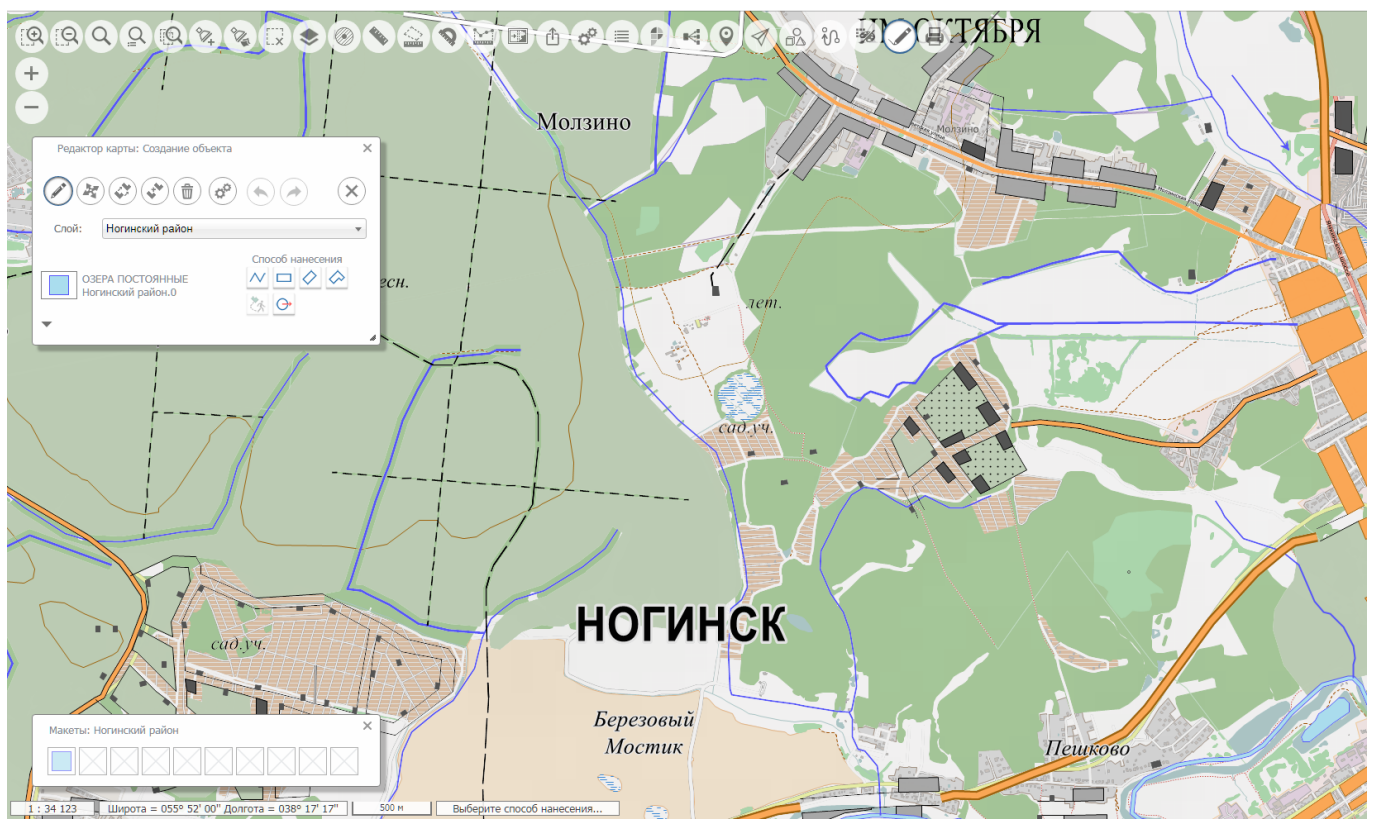 ИМ. ОКТЯБРЯ
Молзино
Молзино
Редактор карты: Создание объекта
Слой:
Ногинский район
Способ нанесения
ОЗЕРА ПОСТОЯННЫЕ
Ногинский район.0
лет.
сад.уч.
НОГИНСК
сад.уч.
Березовый
Мостик
Пешково
Макеты: Ногинский район
1 : 34 123
Широта = 055° 52' 00" Долгота = 038° 17' 17"
500 м
Выберите способ нанесения...